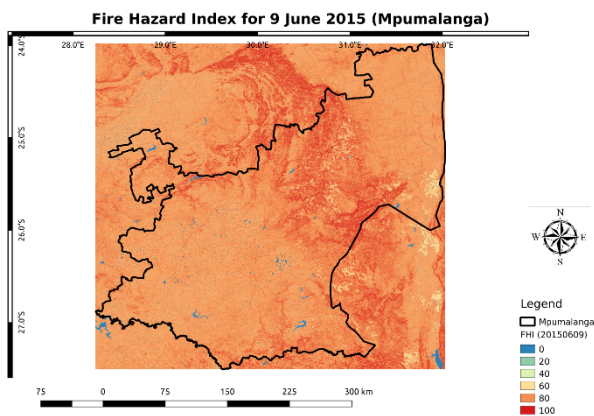 Fire Hazard Index for 9 June 2015 (Mpumalanga)
28.0°E 29.0°E 30.0°E 31.0°E 32.0°E
24.0°S
25.0°S
26.0°S
27.0°S
N
W E
S
Legend
Mpumalanga
FHI (20150609)
0
20
40
60
80
100
75 0 75 150 225 300 km